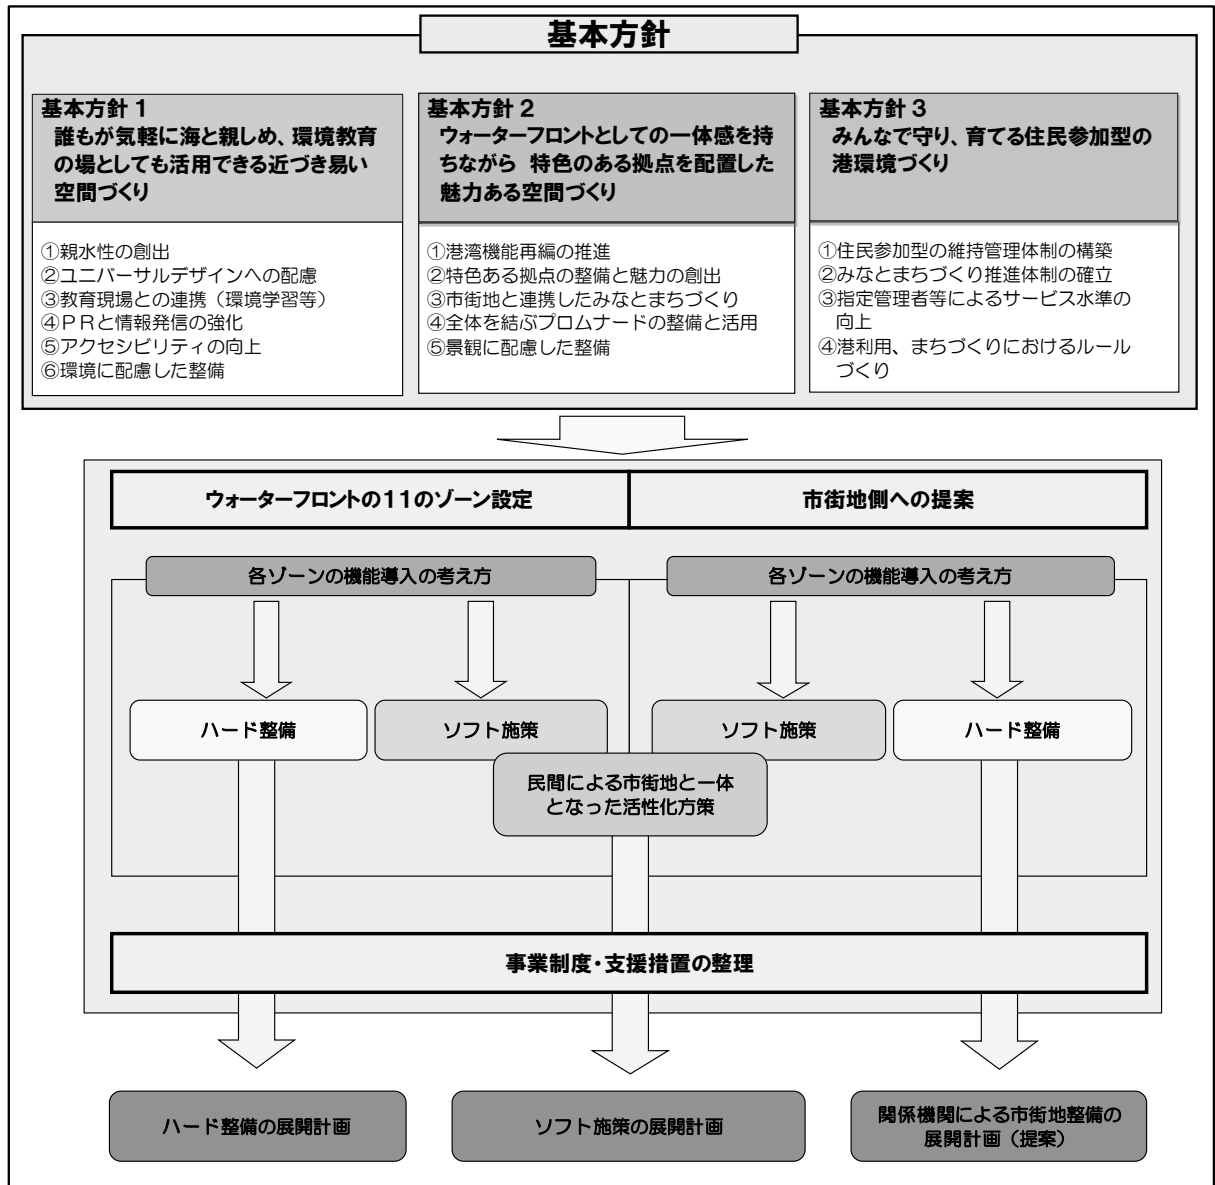 基本方針
基本方針1
誰もが気軽に海と親しめ、環境教育
の場としても活用できる近づき易い
空間づくり
①親水性の創出
②ユニバーサルデザインへの配慮
③教育現場との連携（環境学習等）
④ＰＲと情報発信の強化
⑤アクセシビリティの向上
⑥環境に配慮した整備
基本方針2
ウォーターフロントとしての一体感を持
ちながら 特色のある拠点を配置した
魅力ある空間づくり
①港湾機能再編の推進
②特色ある拠点の整備と魅力の創出
③市街地と連携したみなとまちづくり
④全体を結ぶプロムナードの整備と活用
⑤景観に配慮した整備
基本方針3
みんなで守り、育てる住民参加型の
港環境づくり
①住民参加型の維持管理体制の構築
②みなとまちづくり推進体制の確立
③指定管理者等によるサービス水準の
向上
④港利用、まちづくりにおけるルール
づくり
ウォーターフロントの11のゾーン設定
市街地側への提案
各ゾーンの機能導入の考え方
各ゾーンの機能導入の考え方
ハード整備
ソフト施策
ソフト施策
ハード整備
民間による市街地と一体
となった活性化方策
事業制度・支援措置の整理
ハード整備の展開計画
ソフト施策の展開計画
関係機関による市街地整備の
展開計画（提案）